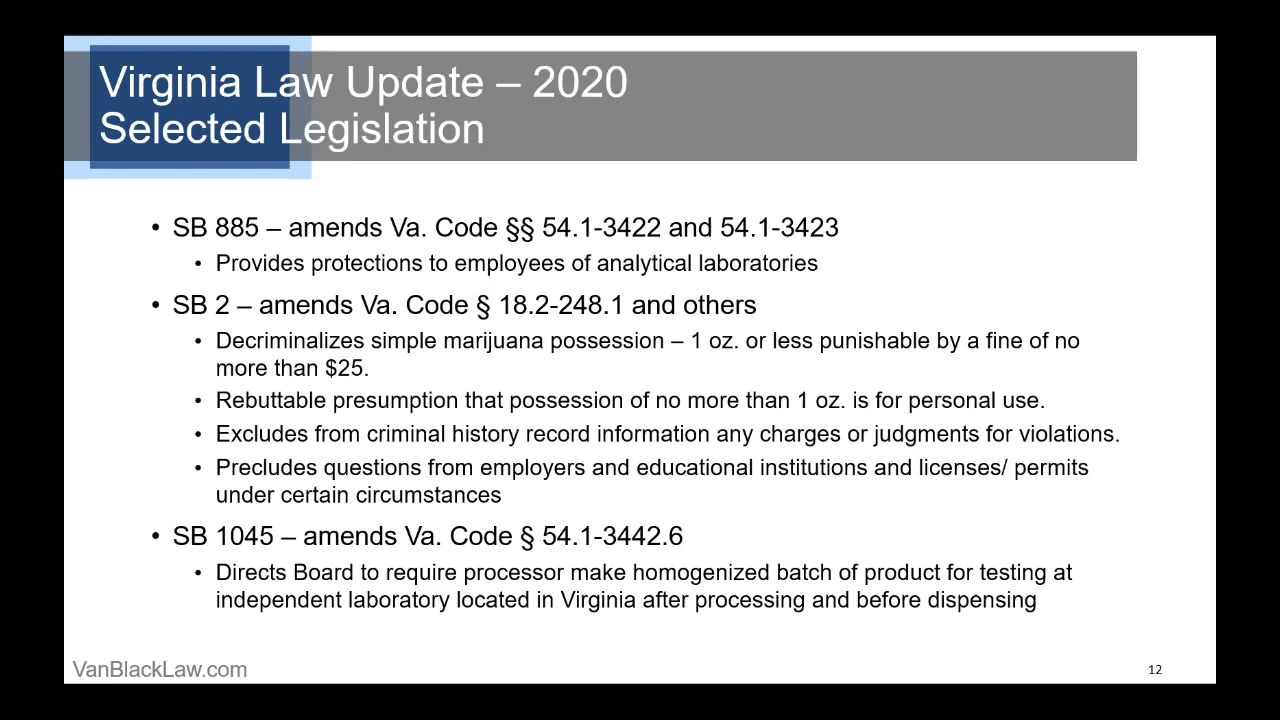 Virginia Law Update – 2020
Selected Legislation
• SB 885 – amends Va. Code §§ 54.1-3422 and 54.1-3423
• Provides protections to employees of analytical laboratories
• SB 2 – amends Va. Code § 18.2-248.1 and others
• Decriminalizes simple marijuana possession – 1 oz. or less punishable by a fine of no
more than $25.
• Rebuttable presumption that possession of no more than 1 oz. is for personal use.
• Excludes from criminal history record information any charges or judgments for violations.
• Precludes questions from employers and educational institutions and licenses/ permits
under certain circumstances
• SB 1045 – amends Va. Code § 54.1-3442.6
• Directs Board to require processor make homogenized batch of product for testing at
independent laboratory located in Virginia after processing and before dispensing
VanBlackLaw.com
12